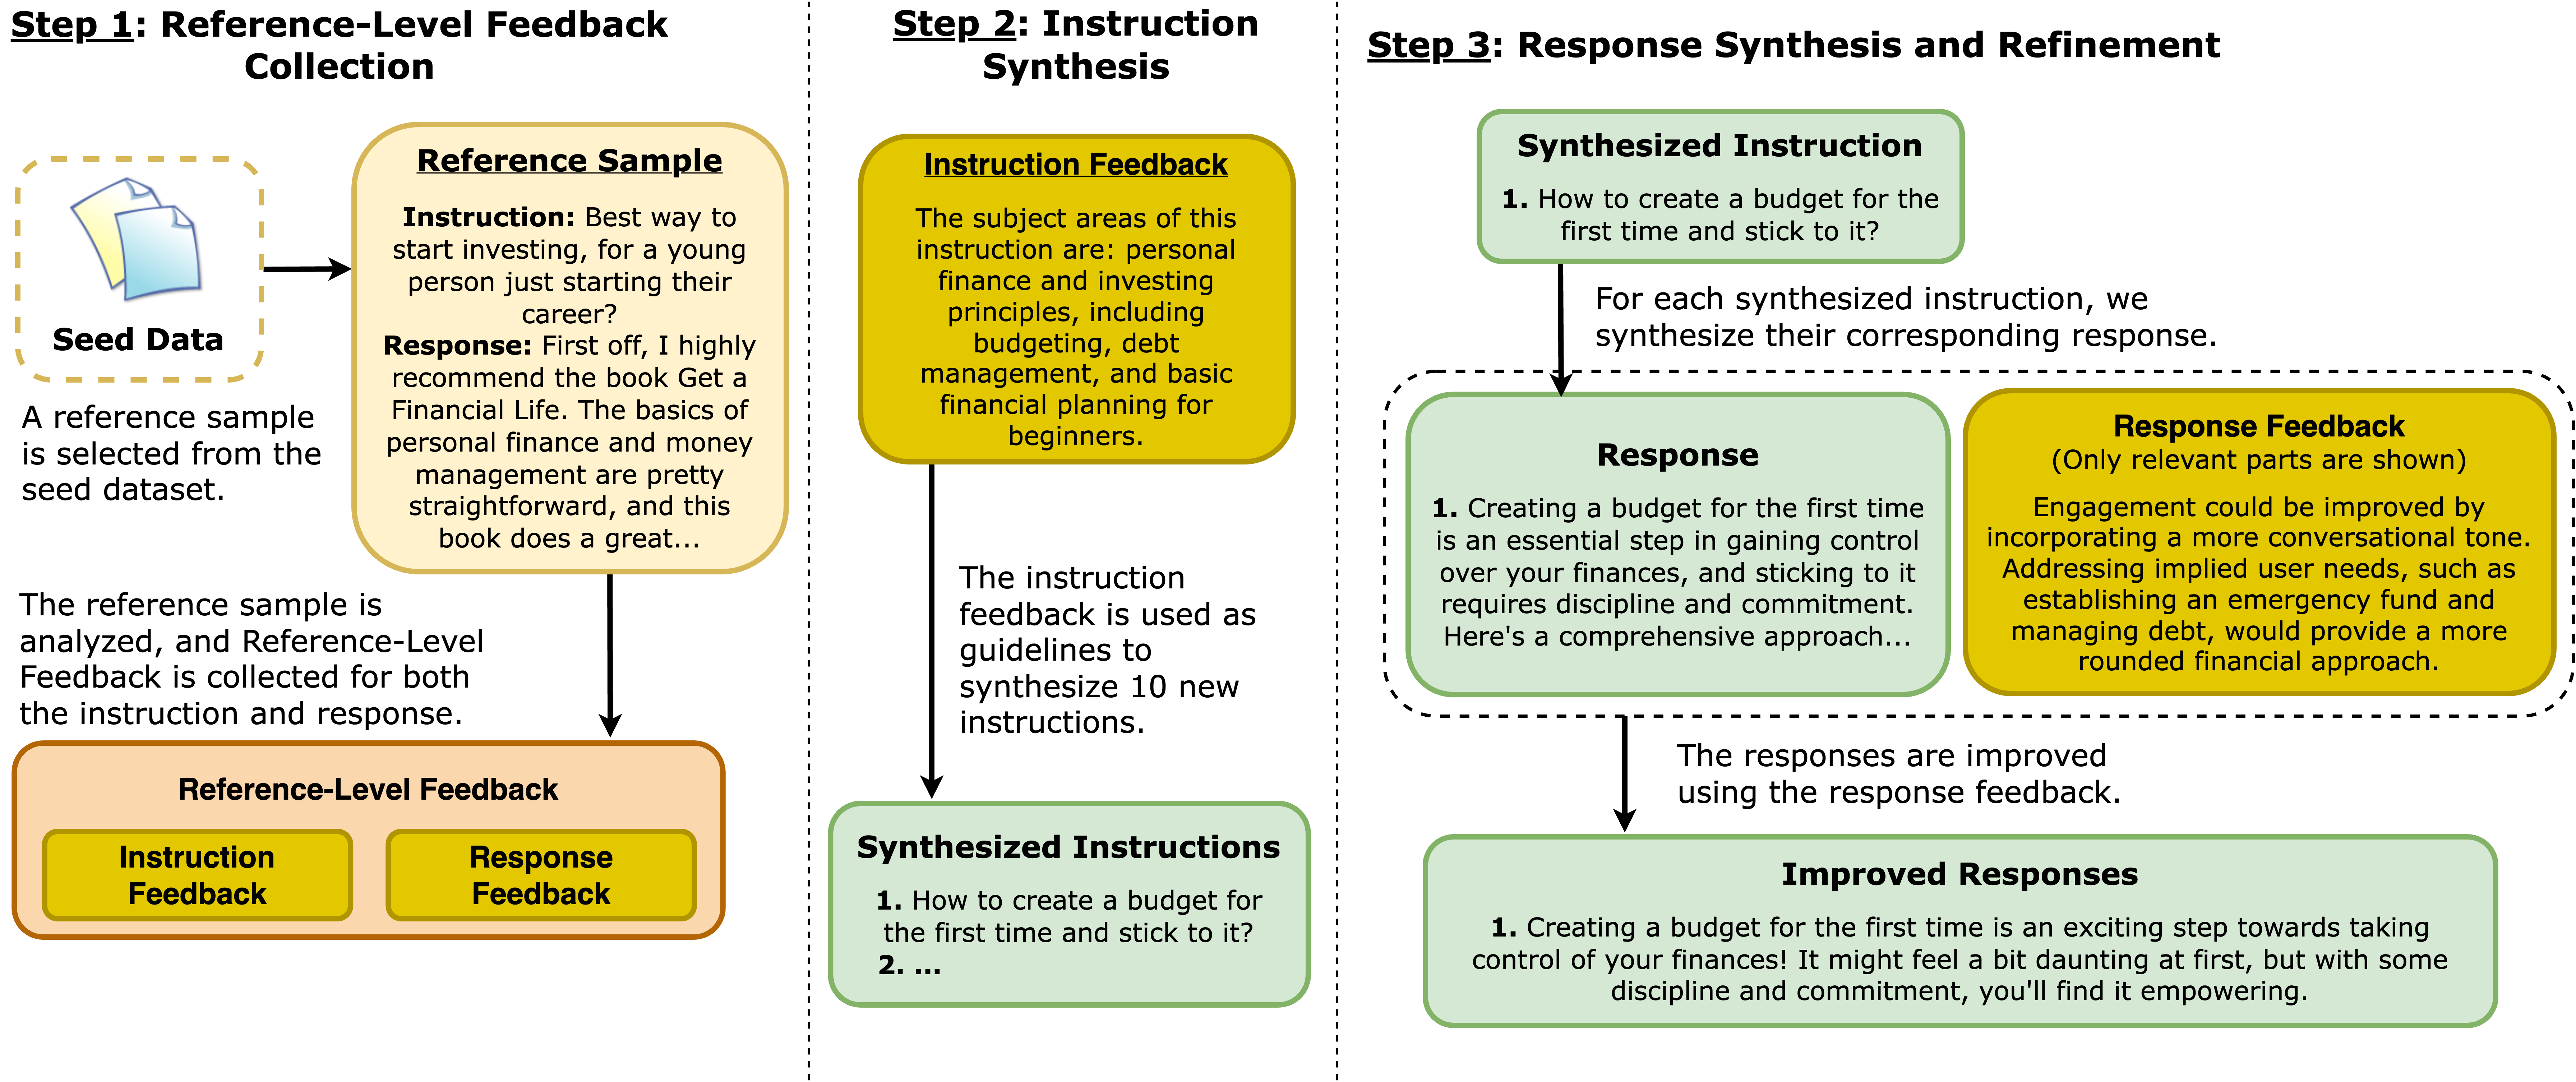 Step 1: Reference-Level Feedback
Collection
Seed Data
A reference sample
is selected from the
seed dataset.
Reference Sample
Instruction: Best way to
start investing, for a young
person just starting their
career?
Response: First off, I highly
recommend the book Get a
Financial Life. The basics of
personal finance and money
management are pretty
straightforward, and this
book does a great...
The reference sample is
analyzed, and Reference-Level
Feedback is collected for both
the instruction and response.
Reference-Level Feedback
Instruction
Feedback
Response
Feedback
Step 2: Instruction
Synthesis
Instruction Feedback
The subject areas of this
instruction are: personal
finance and investing
principles, including
budgeting, debt
management, and basic
financial planning for
beginners.
The instruction
feedback is used as
guidelines to
synthesize 10 new
instructions.
Synthesized Instructions
1. How to create a budget for
the first time and stick to it?
2. ...
Step 3: Response Synthesis and Refinement
Synthesized Instruction
1. How to create a budget for the
first time and stick to it?
For each synthesized instruction, we
synthesize their corresponding response.
Response
1. Creating a budget for the first time
is an essential step in gaining control
over your finances, and sticking to it
requires discipline and commitment.
Here's a comprehensive approach...
Response Feedback
(Only relevant parts are shown)
Engagement could be improved by
incorporating a more conversational tone.
Addressing implied user needs, such as
establishing an emergency fund and
managing debt, would provide a more
rounded financial approach.
The responses are improved
using the response feedback.
Improved Responses
1. Creating a budget for the first time is an exciting step towards taking
control of your finances! It might feel a bit daunting at first, but with some
discipline and commitment, you'll find it empowering.